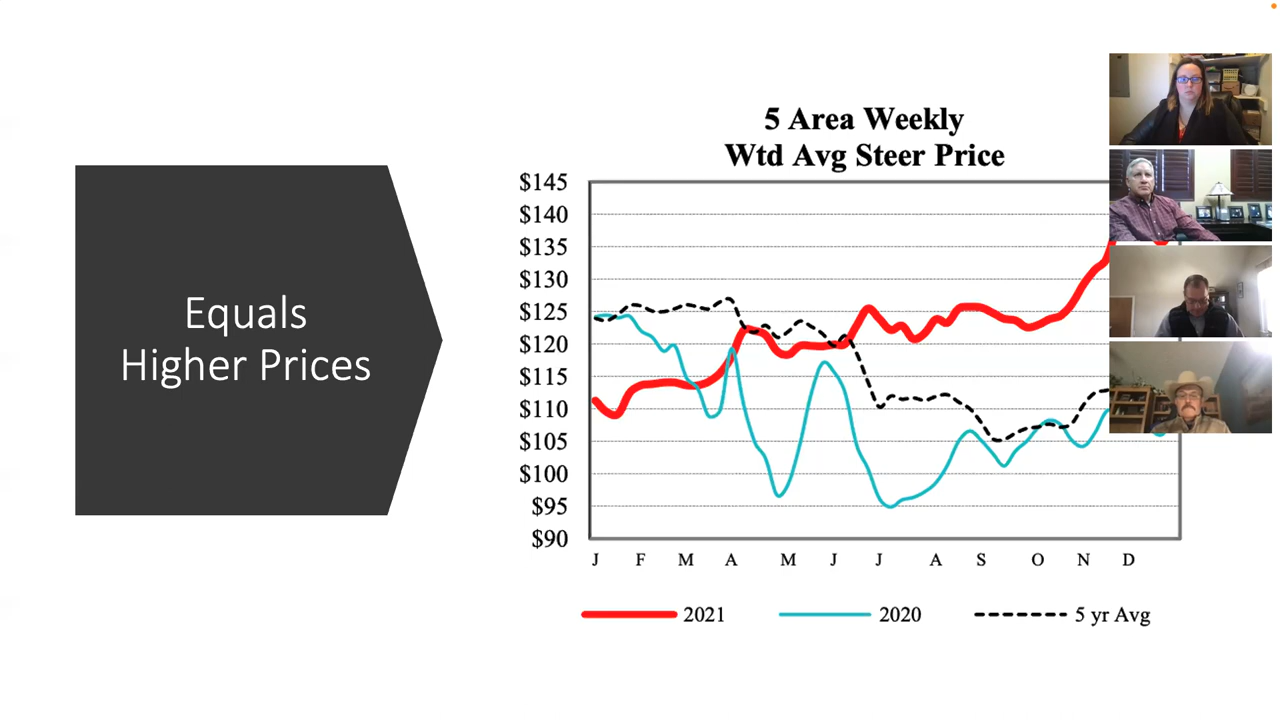 Equals
Higher Prices
5 Area Weekly
Wtd Avg Steer Price
$145
$140
$135
$130
$125
$120
$115
$110
$105
$100
$95
$90
J F M A M J J A S O N D
2021 2020 5 yr Avg